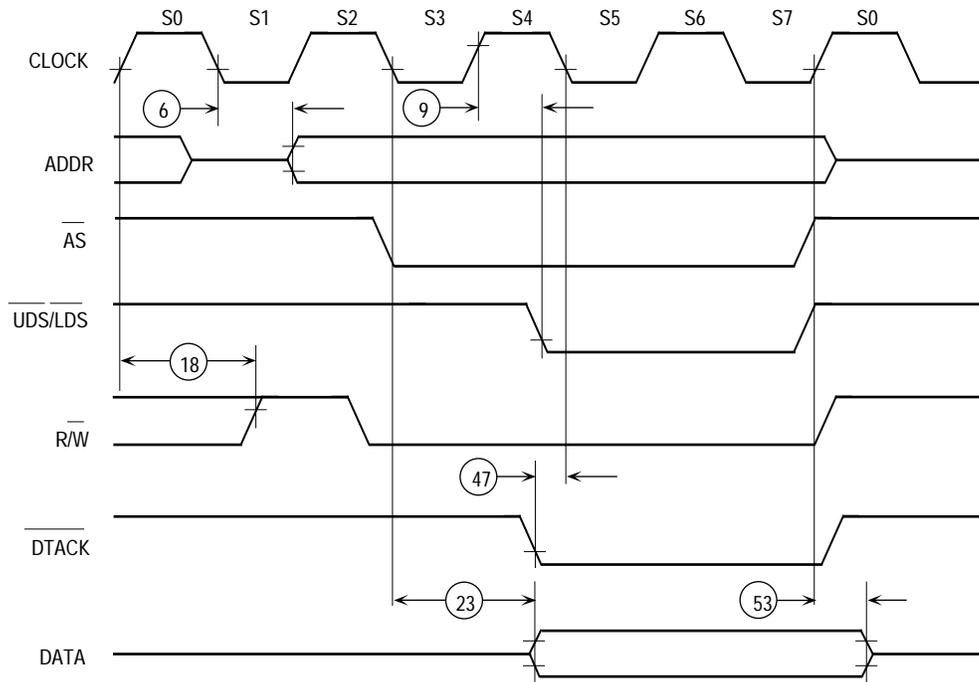 S0 S1 S2 S3 S4 S5 S6 S7 S0
CLOCK
6 9
ADDR
AS
UDS/LDS
18
R/W
47
DTACK
23 53
DATA